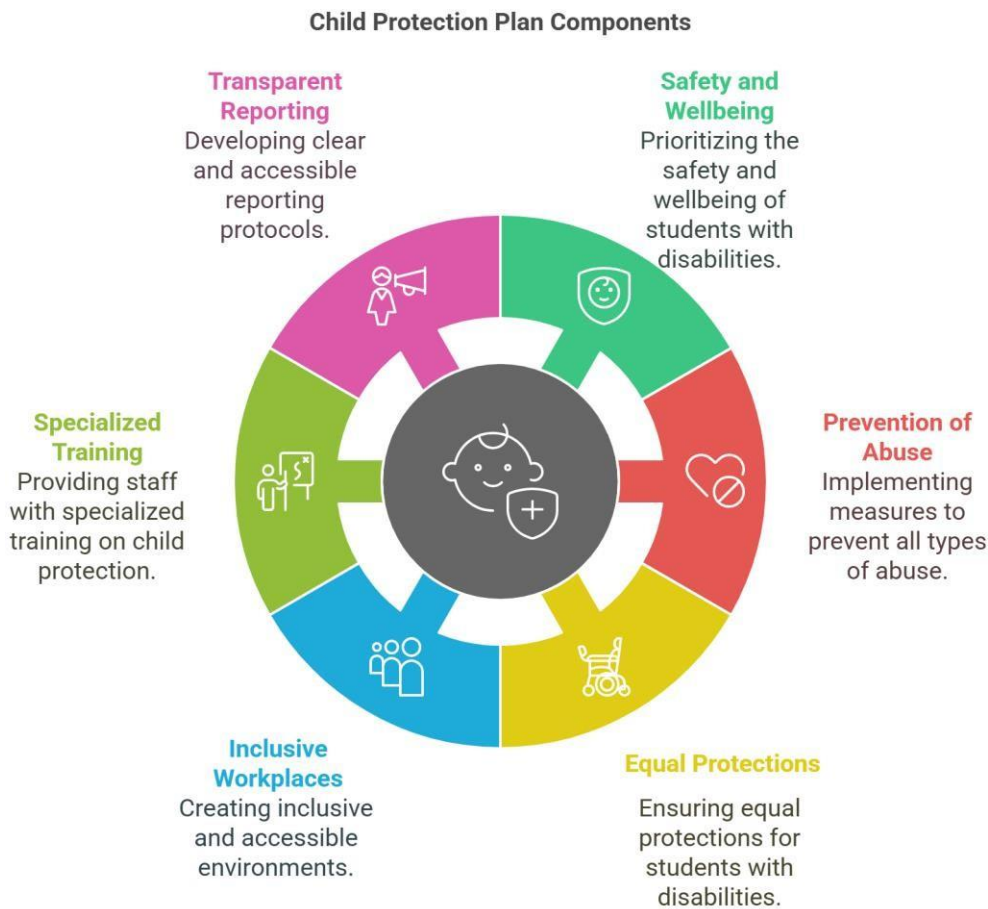 Child Protection Plan Components
Transparent
Reporting
Developing clear
and accessible
reporting
protocols.
Safety and
Wellbeing
Prioritizing the
safety and
wellbeing of
students with
disabilities.
Specialized
Training
Providing staff
with specialized
training on child
protection.
Prevention of
Abuse
Implementing
measures to
prevent all types
of abuse.
Inclusive
Workplaces
Creating inclusive
and accessible
environments.
Equal Protections
Ensuring equal
protections for
students with
disabilities.